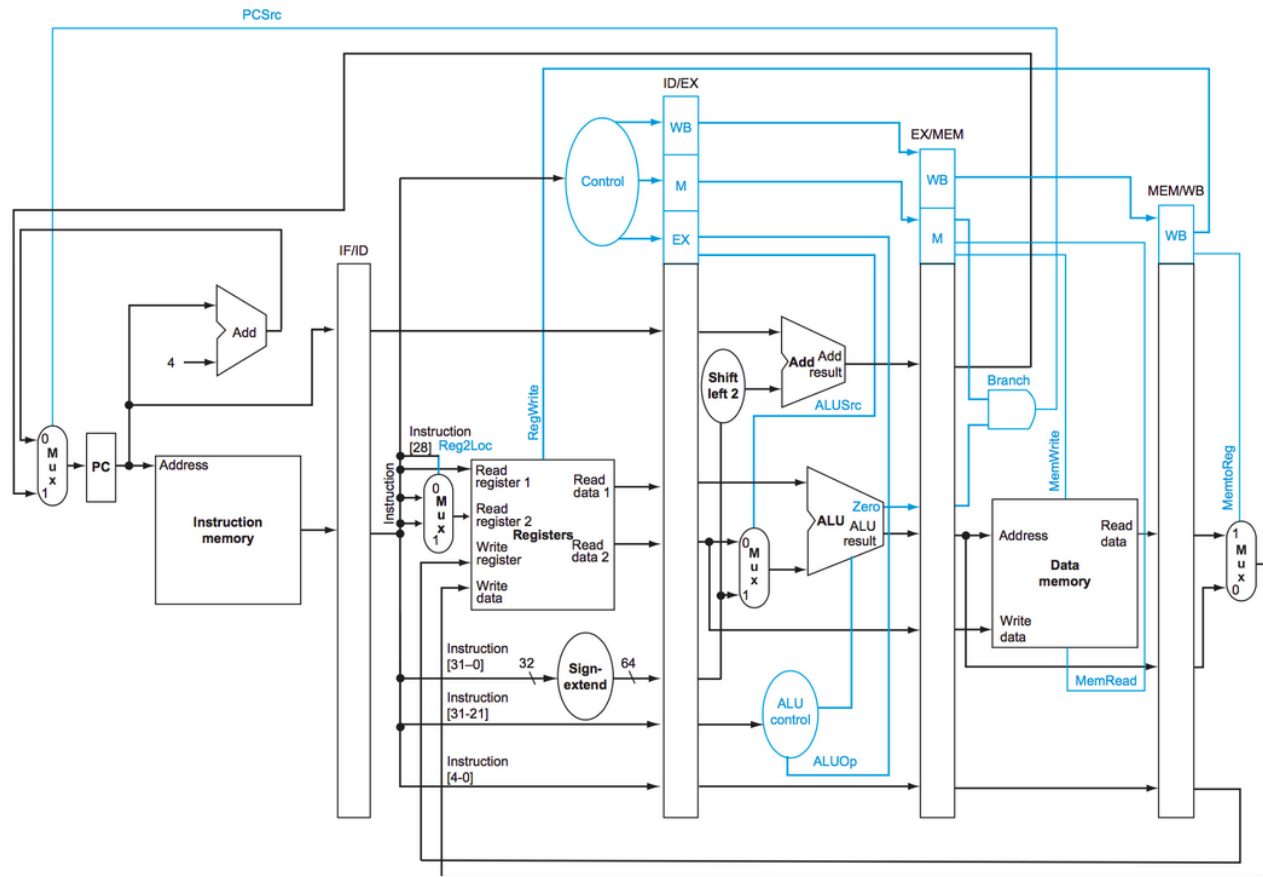 PCSrc
ID/EX
WB
EX/MEM
Control
M
WB
MEM/WB
EX
M
WB
IF/ID
Add
4
Add
Add
result
Shift
left 2
Branch
ALUSrc
RegWrite
MemWrite
MemtoReg
0
M
u
x
1
PC
Address
Instruction
memory
Instruction
[28]
Reg2Loc
Instruction
0
M
u
x
1
Read
register 1
Read
data 1
Read
register 2
Registers
Write
register
Read
data 2
Write
data
0
M
u
x
1
Zero
ALU
ALU
result
Address
Read
data
Data
memory
Write
data
1
M
u
x
0
MemRead
Instruction
[31–0]
32
Sign-
extend
64
Instruction
[31-21]
ALU
control
Instruction
[4-0]
ALUOp